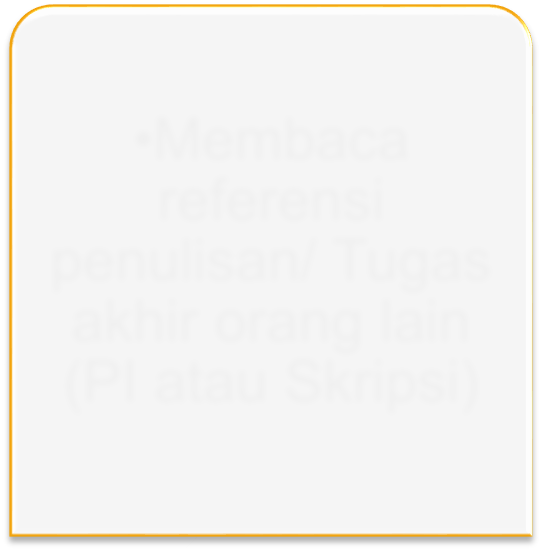 •Membaca
referensi
penulisan/ Tugas
akhir orang lain
(PI atau Skripsi)